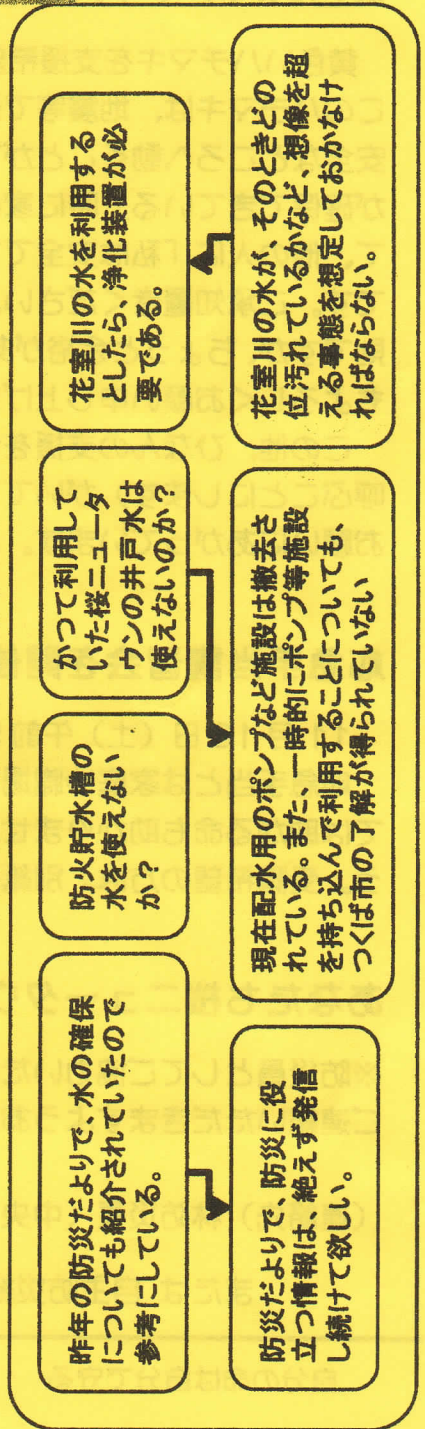 昨年の防災だよりで、水の確保
についても紹介されていたので
参考にしている。
防災だよりで、防災に役
立つ情報は、絶えず発信
し続けて欲しい。
防火貯水槽の
水を使えない
か？
かつて利用して
いた桜ニュータ
ウンの井戸水は
使えないのか？
現在配水用のポンプなど施設は撤去さ
れている。また、一時的にポンプ等施設
を持ち込んで利用することについても、
つくば市の了解が得られていない
花室川の水を利用する
としたら、浄化装置が必
要である。
花室川の水が、そのときどの
位汚れているかなど、想像を超
える事態を想定しておかなけ
ればならない。